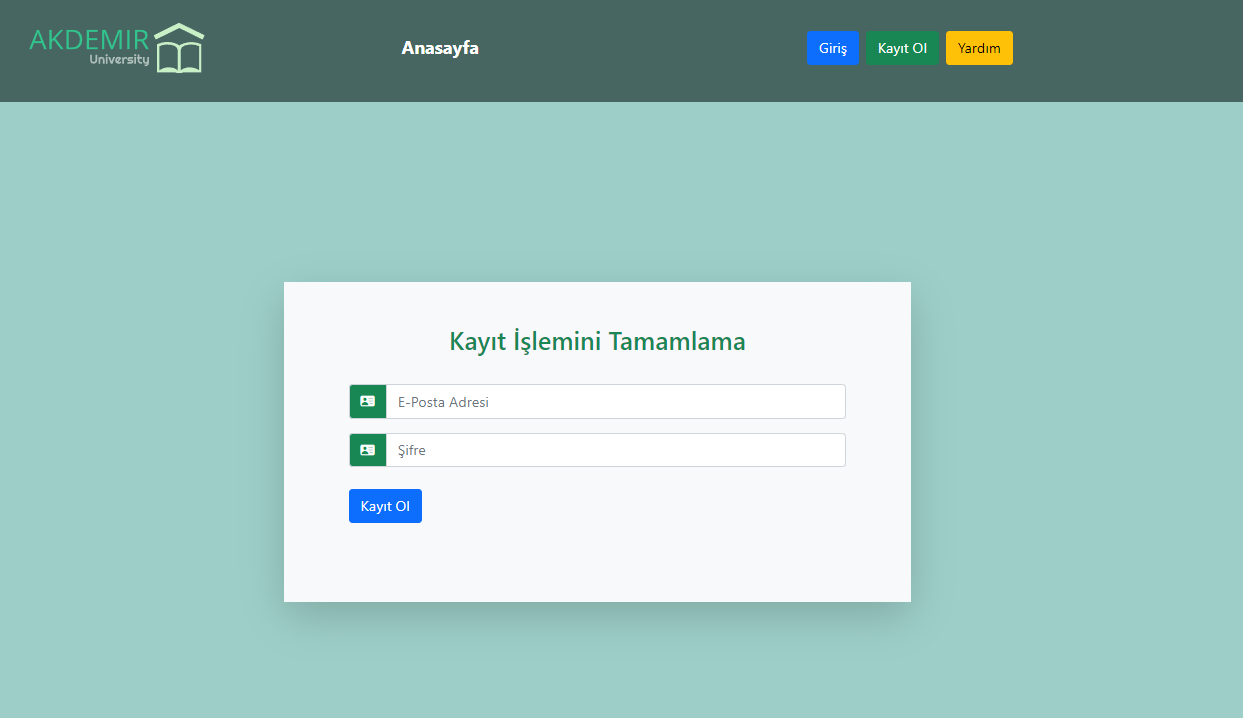 AKDEMIR
University
Anasayfa
Giriş
Kayıt Ol
Yardım
Kayıt İşlemini Tamamlama
E-Posta Adresi
Şifre
Kayıt Ol